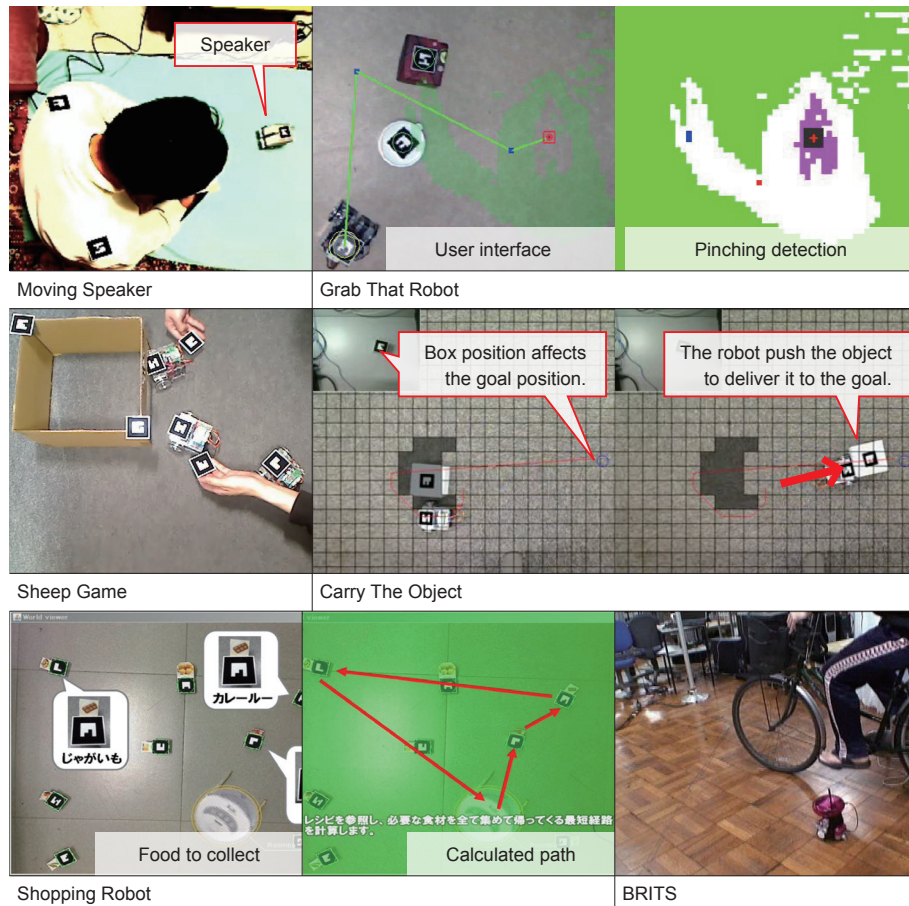 Speaker
User interface
Pinching detection
Moving Speaker
Grab That Robot
Box position affects
the goal position.
The robot push the object
to deliver it to the goal.
Sheep Game
Carry The Object
World viewer
カレールー
じゃがいも
レシピを参照し、必要な食材を全て集めて帰ってくる最短経路
を計算します。
Food to collect
Calculated path
Shopping Robot
BRITS